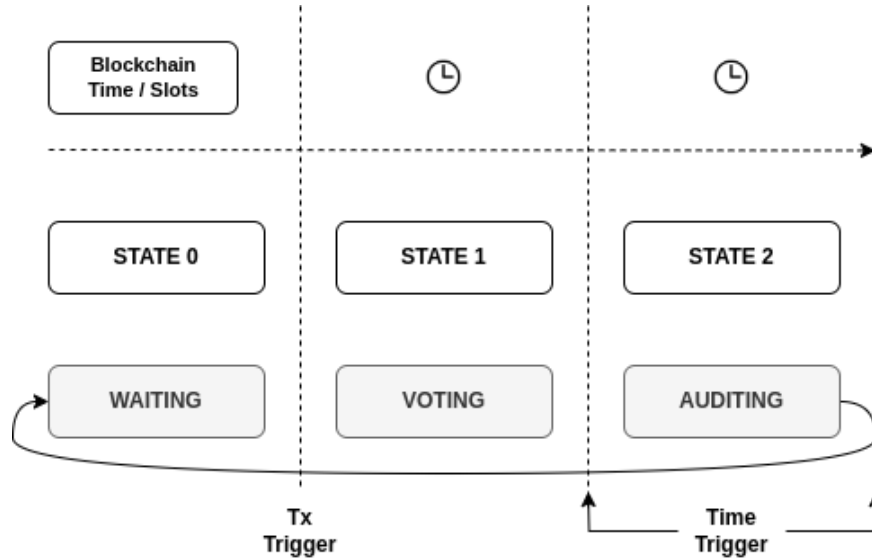 Blockchain
Time / Slots
STATE 0
STATE 1
STATE 2
WAITING
VOTING
AUDITING
Tx
Trigger
Time
Trigger